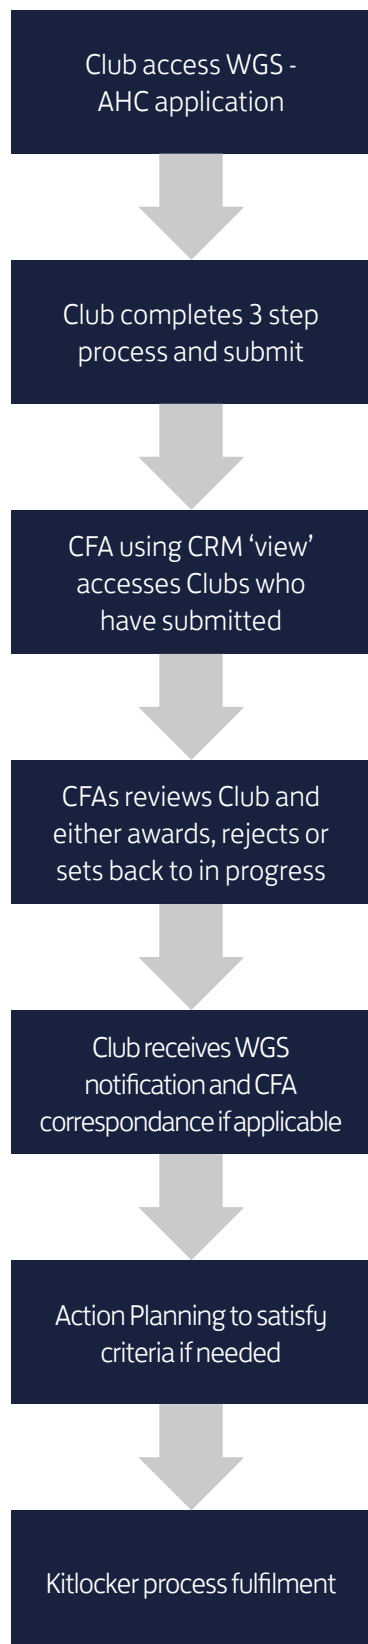 Club access WGS -
AHC application
Club completes 3 step
process and submit
CFA using CRM ‘view’
accesses Clubs who
have submitted
CFAs reviews Club and
either awards, rejects or
sets back to in progress
Club receives WGS
notification and CFA
correspondance if applicable
Action Planning to satisfy
criteria if needed
Kitlocker process fulfilment